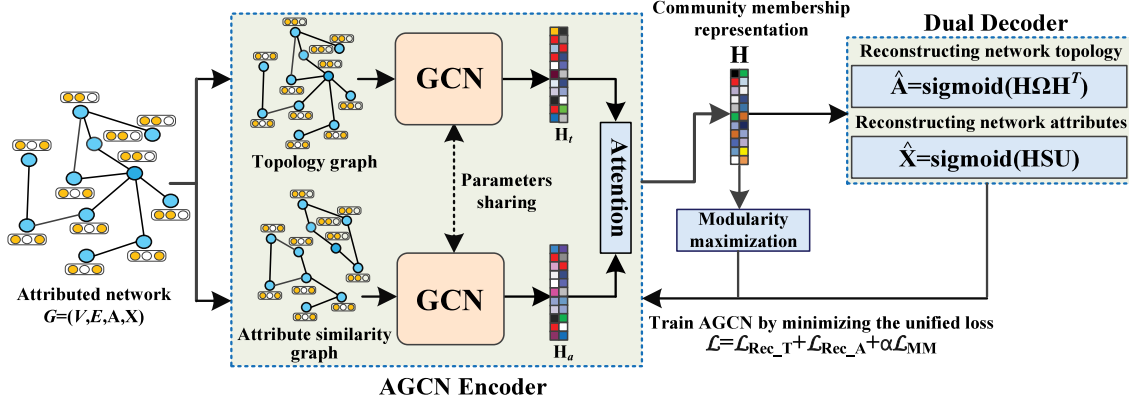 Attributed network
G=(V,E,A,X)
Topology graph
GCN
H_t
Parameters
sharing
Attribute similarity
graph
GCN
H_a
Attention
AGCN Encoder
Community membership
representation
H
Modularity
maximization
Dual Decoder
Reconstructing network topology
Â=sigmoid(HΩH^T)
Reconstructing network attributes
X̂=sigmoid(HSU)
Train AGCN by minimizing the unified loss
ℒ=ℒ_Rec_T+ℒ_Rec_A+αℒ_MM